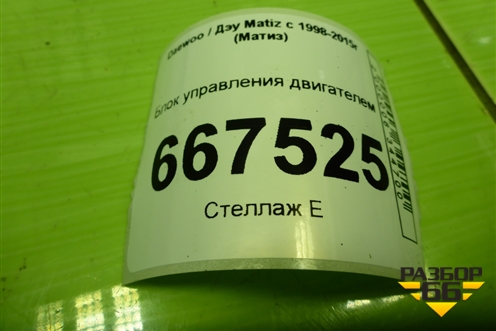 Daewoo / Дэу Matiz с 1998-2015г
(Матиз)
Блок управления двигателем
667525
Стеллаж Е
РАЗБОР
66